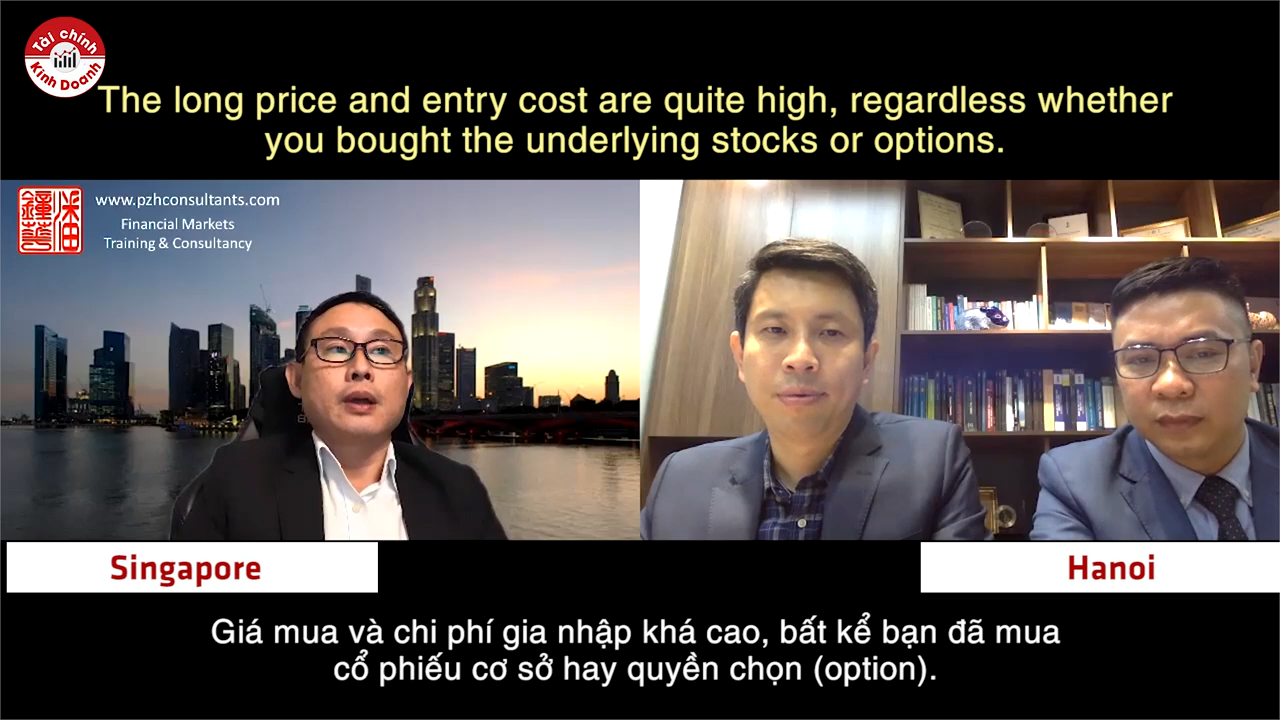 Tài chính
Kinh Doanh
The long price and entry cost are quite high, regardless whether
you bought the underlying stocks or options.
www.pzhconsultants.com
Financial Markets
Training & Consultancy
Singapore
Hanoi
Giá mua và chi phí gia nhập khá cao, bất kể bạn đã mua
cổ phiếu cơ sở hay quyền chọn (option).